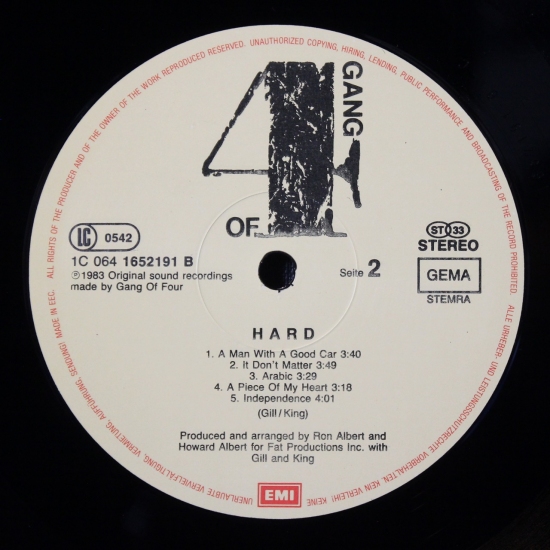 GANG
OF
4
LC 0542
1C 064 1652191 B
℗1983 Original sound recordings
made by Gang Of Four
Seite 2
ST 33
STEREO
GEMA
STEMRA
HARD
1. A Man With A Good Car 3:40
2. It Don't Matter 3:49
3. Arabic 3:29
4. A Piece Of My Heart 3:18
5. Independence 4:01
(Gill/King)
Produced and arranged by Ron Albert and
Howard Albert for Fat Productions Inc. with
Gill and King
EMI
MADE IN EEC. ALL RIGHTS OF THE PRODUCER AND OF THE OWNER OF THE WORK REPRODUCED RESERVED. UNAUTHORIZED COPYING, HIRING, LENDING, PUBLIC PERFORMANCE AND BROADCASTING OF THE RECORD PROHIBITED. ALLE URHEBER- UND LEISTUNGSSCHUTZRECHTE VORBEHALTEN. KEIN VERLEIH! KEINE UNERLAUBTE VERVIELFÄLTIGUNG, VERMIETUNG, AUFFÜHRUNG, SENDUNG!